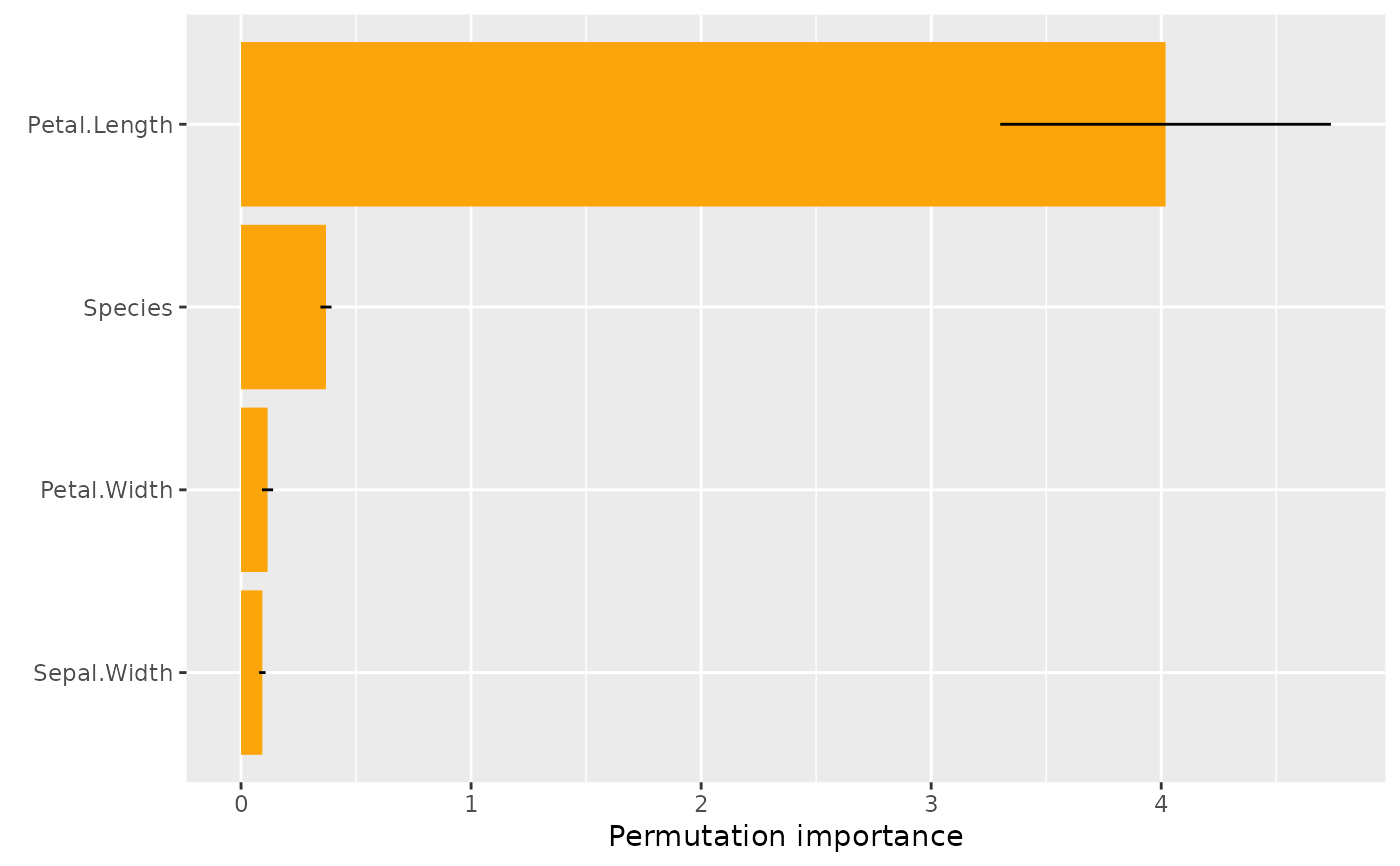 Petal.Length
Species
Petal.Width
Sepal.Width
0 1 2 3 4
Permutation importance